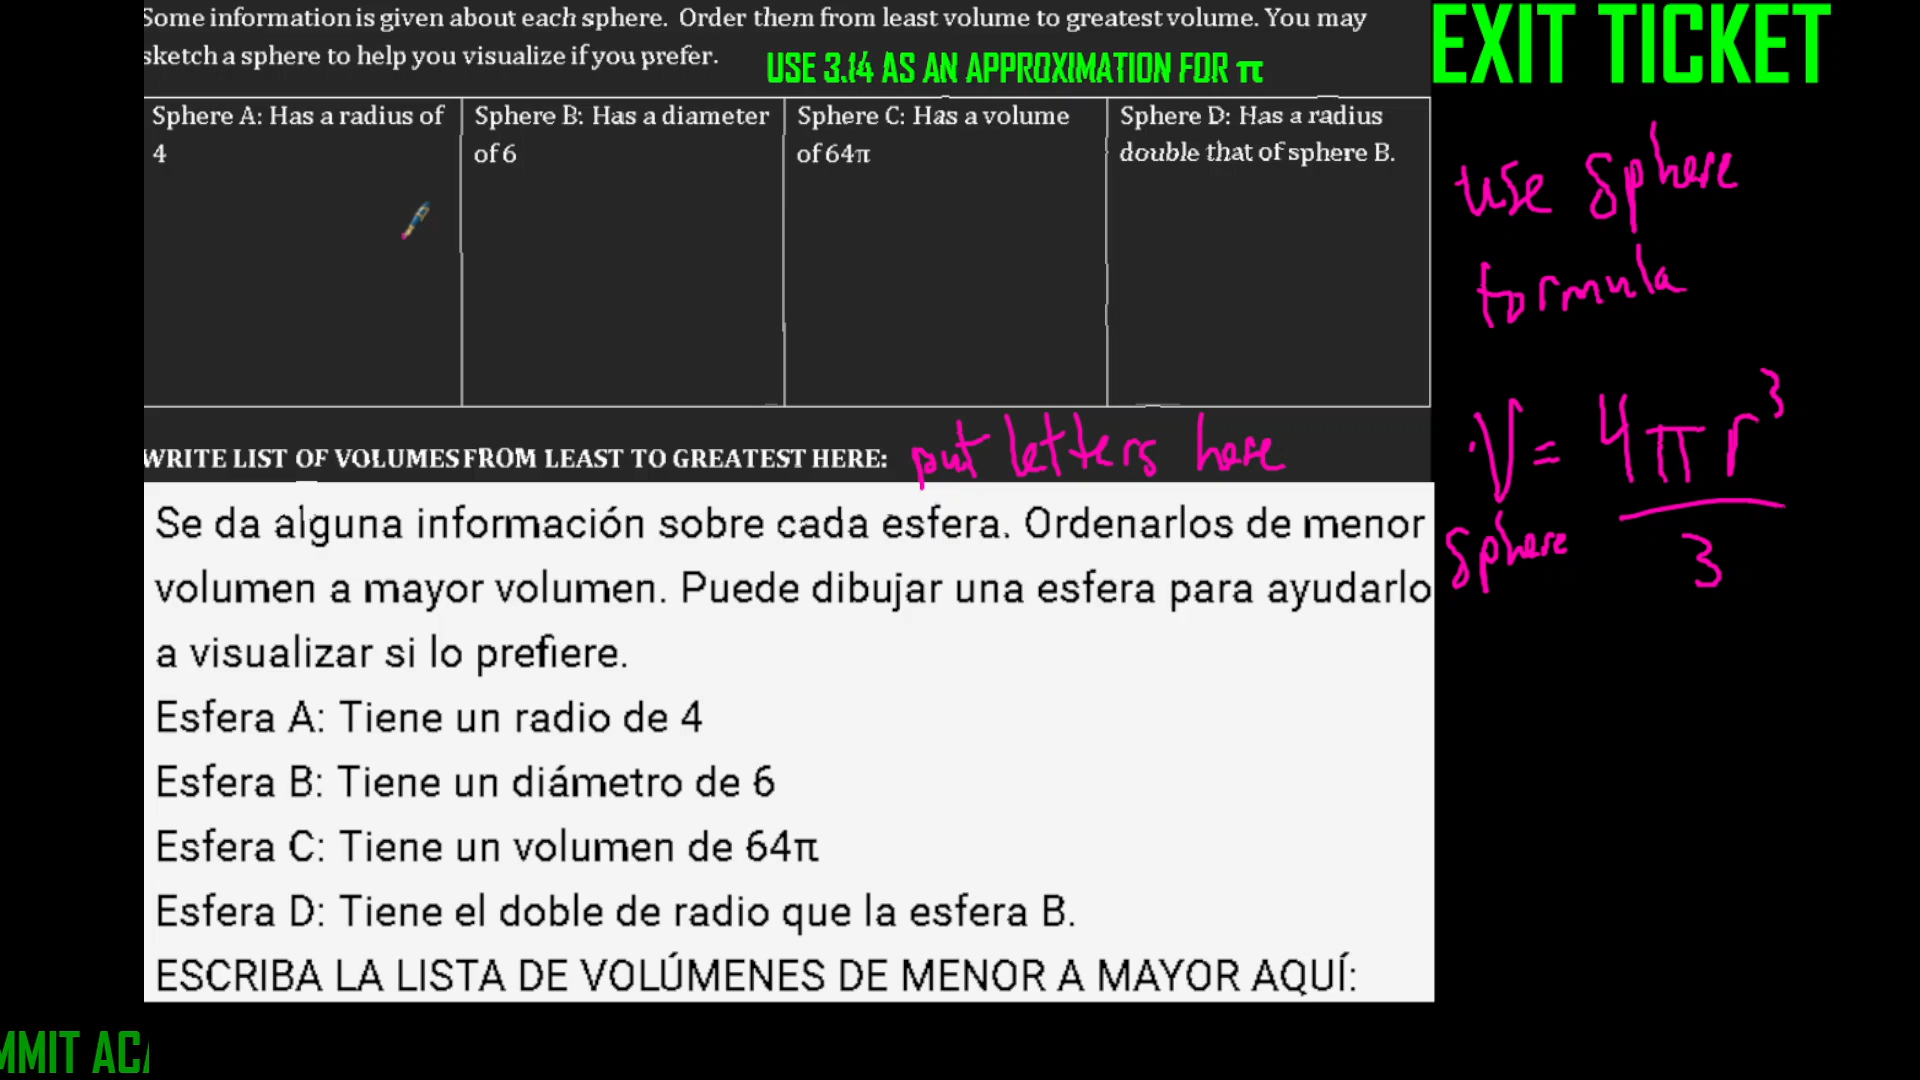 Some information is given about each sphere. Order them from least volume to greatest volume. You may
sketch a sphere to help you visualize if you prefer.
USE 3.14 AS AN APPROXIMATION FOR π
EXIT TICKET
Sphere A: Has a radius of
4
Sphere B: Has a diameter
of 6
Sphere C: Has a volume
of 64π
Sphere D: Has a radius
double that of sphere B.
use sphere
formula
V = 4πr³
sphere 3
WRITE LIST OF VOLUMES FROM LEAST TO GREATEST HERE: put letters here
Se da alguna información sobre cada esfera. Ordenarlos de menor
volumen a mayor volumen. Puede dibujar una esfera para ayudarlo
a visualizar si lo prefiere.
Esfera A: Tiene un radio de 4
Esfera B: Tiene un diámetro de 6
Esfera C: Tiene un volumen de 64π
Esfera D: Tiene el doble de radio que la esfera B.
ESCRIBA LA LISTA DE VOLÚMENES DE MENOR A MAYOR AQUÍ: